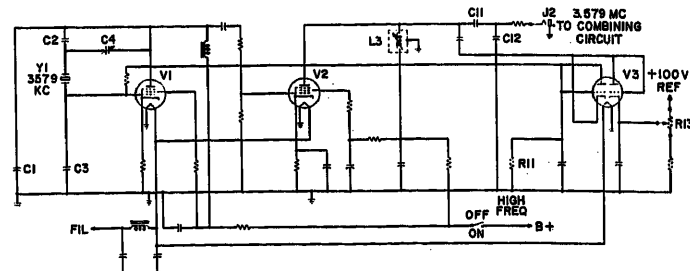 J2
3.579 MC
TO COMBINING
CIRCUIT
C11
C2
C4
Y1
3579
KC
V1
V2
L3
C12
V3
+100V
REF
R13
C1
C3
R11
HIGH
FREQ
OFF
ON
B+
FIL